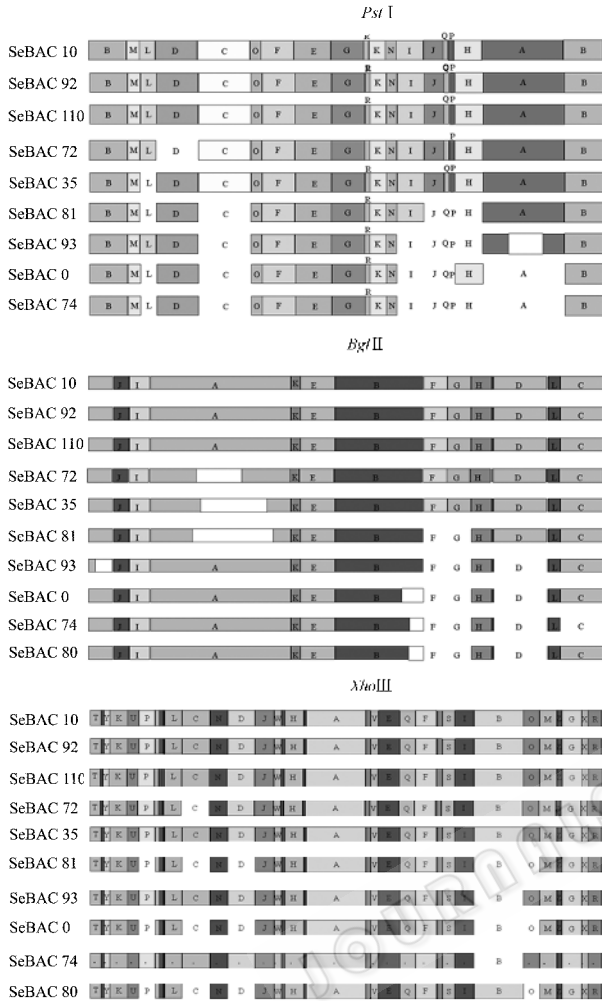 Pst I
R Q P
SeBAC 10 B M L D C O F E G K N I J H A B
R Q P
SeBAC 92 B M L D C O F E G K N I J H A B
R Q P
SeBAC 110 B M L D C O F E G K N I J H A B
P
SeBAC 72 B M L D C O F E G K N I J H A B
R Q P
SeBAC 35 B M L D C O F E G K N I J H A B
R
SeBAC 81 B M L D C O F E G K N I J Q P H A B
R
SeBAC 93 B M L D C O F E G K N I J Q P H B
R
SeBAC 0 B M L D C O F E G K N I J Q P H A B
R
SeBAC 74 B M L D C O F E G K N I J Q P H A B
Bgl II
SeBAC 10 J I A K E B F G H D L C
SeBAC 92 J I A K E B F G H D L C
SeBAC 110 J I A K E B F G H D L C
SeBAC 72 J I A K E B F G H D L C
SeBAC 35 J I A K E B F G H D L C
SeBAC 81 J I A K E B F G H D L C
SeBAC 93 J I A K E B F G H D L C
SeBAC 0 J I A K E B F G H D L C
SeBAC 74 J I A K E B F G H D L C
SeBAC 80 J I A K E B F G H D L C
Xho III
SeBAC 10 T Y K U P L C N D J W H A V E Q F S I B O M G X R
SeBAC 92 T Y K U P L C N D J W H A V E Q F S I B O M G X R
SeBAC 110 T Y K U P L C N D J W H A V E Q F S I B O M G X R
SeBAC 72 T Y K U P L C N D J W H A V E Q F S I B O M G X R
SeBAC 35 T Y K U P L C N D J W H A V E Q F S I B O M G X R
SeBAC 81 T Y K U P L C N D J W H A V E Q F S I B O M G X R
SeBAC 93 T Y K U P L C N D J W H A V E Q F S I B O M G X R
SeBAC 0 T Y K U P L C N D J W H A V E Q F S I B O M G X R
SeBAC 74 B
SeBAC 80 T Y K U P L C N D J W H A V E Q F S I B O M G X R
JOURNALS